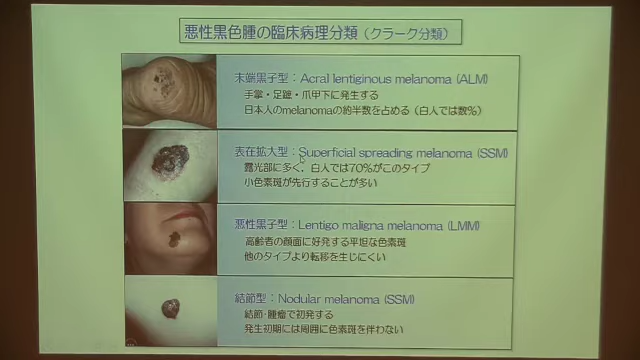 悪性黒色腫の臨床病理分類（クラーク分類）
末端黒子型：Acral lentiginous melanoma (ALM)
手掌・足蹠・爪甲下に発生する
日本人のmelanomaの約半数を占める（白人では数%）
表在拡大型：Superficial spreading melanoma (SSM)
露光部に多く，白人では70%がこのタイプ
小色素斑が先行することが多い
悪性黒子型：Lentigo maligna melanoma (LMM)
高齢者の顔面に好発する平坦な色素斑
他のタイプより転移を生じにくい
結節型：Nodular melanoma (SSM)
結節・腫瘤で初発する
発生初期には周囲に色素斑を伴わない